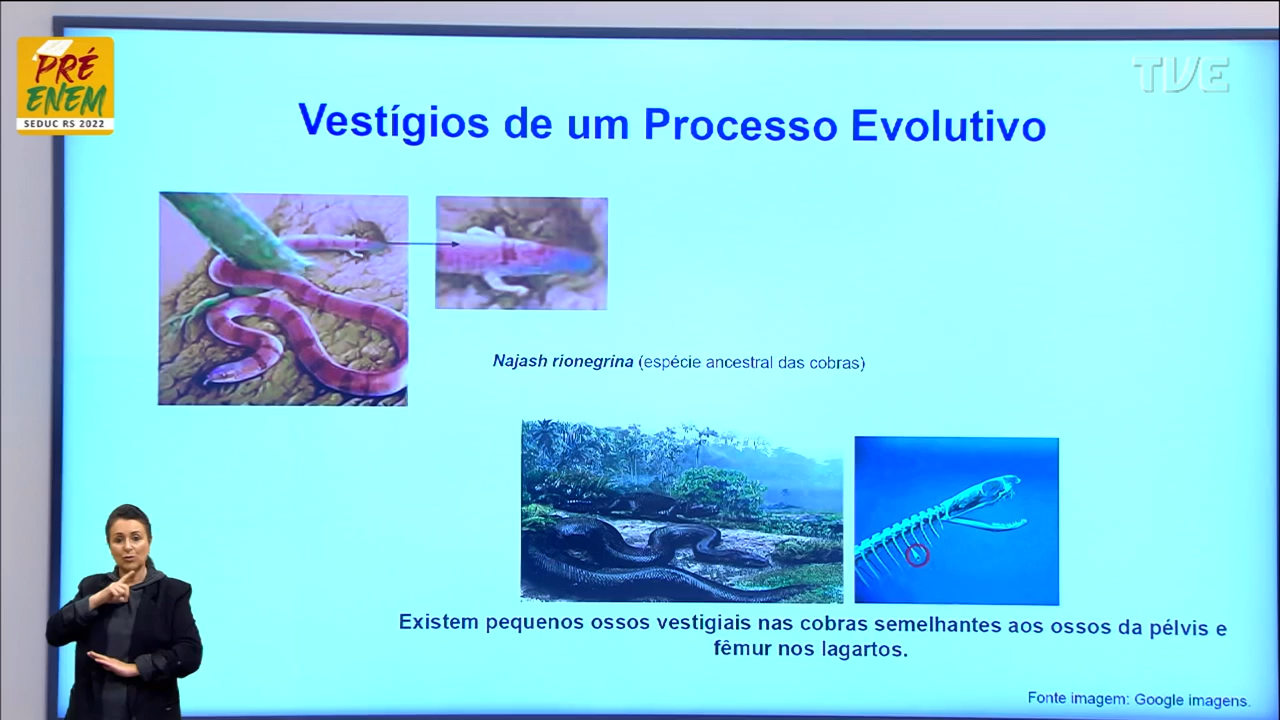 PRÉ
ENEM
SEDUC RS 2022
TVE
Vestígios de um Processo Evolutivo
Najash rionegrina (espécie ancestral das cobras)
Existem pequenos ossos vestigiais nas cobras semelhantes aos ossos da pélvis e
fêmur nos lagartos.
Fonte imagem: Google imagens.